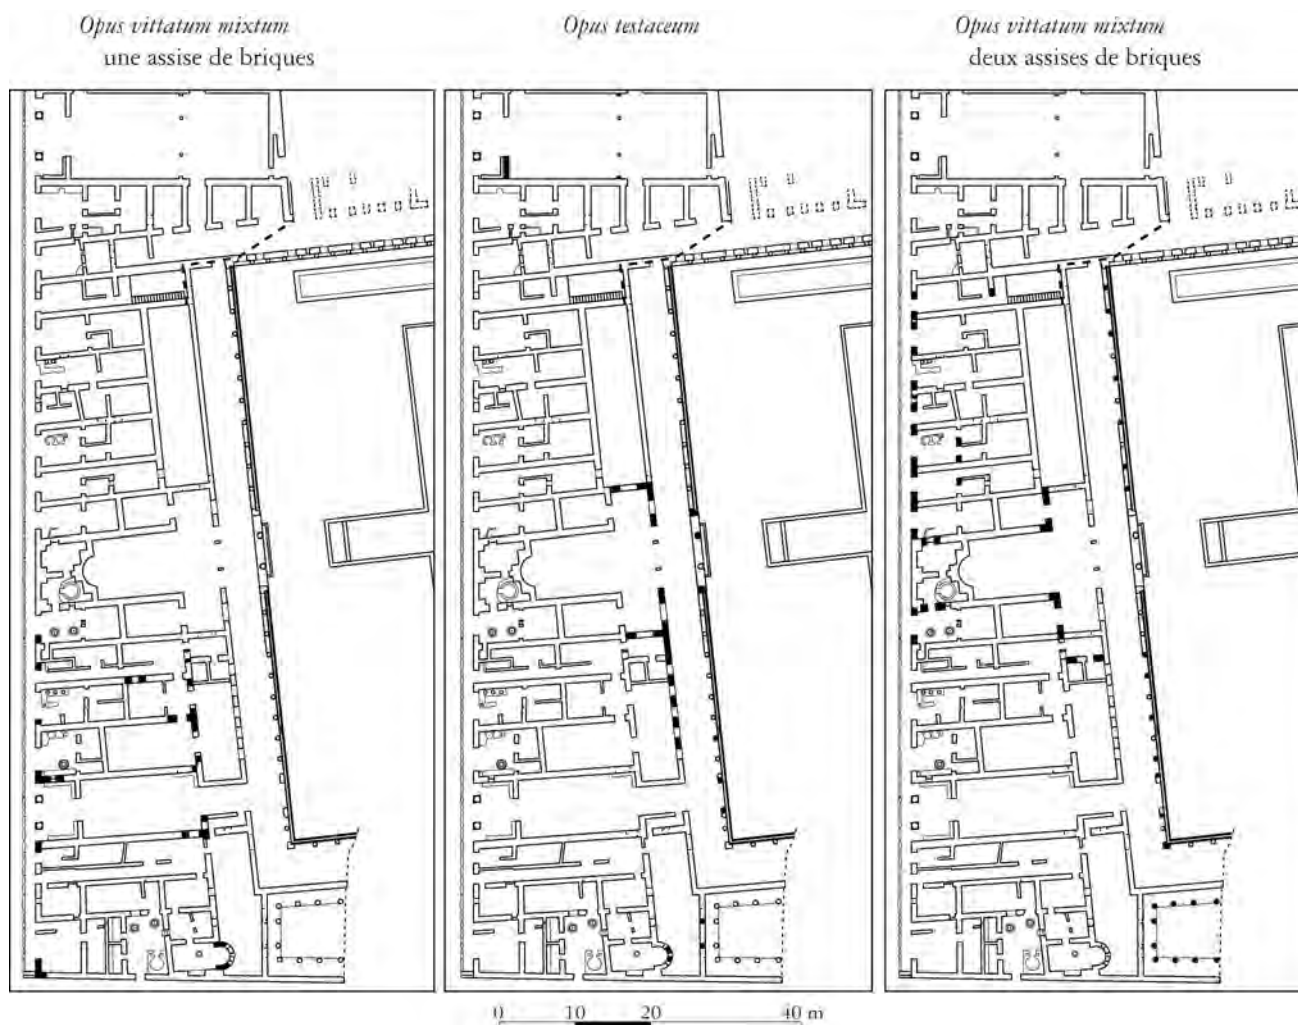 Opus vittatum mixtum
une assise de briques
Opus testaceum
Opus vittatum mixtum
deux assises de briques
0 10 20 40 m